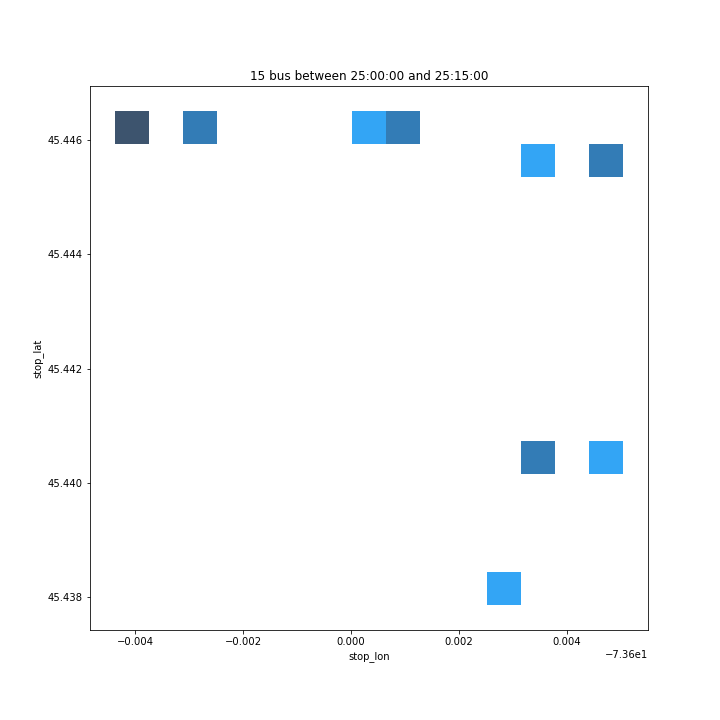 15 bus between 25:00:00 and 25:15:00
45.446
45.444
45.442
45.440
45.438
stop_lat
−0.004 −0.002 0.000 0.002 0.004
stop_lon
−7.36e1